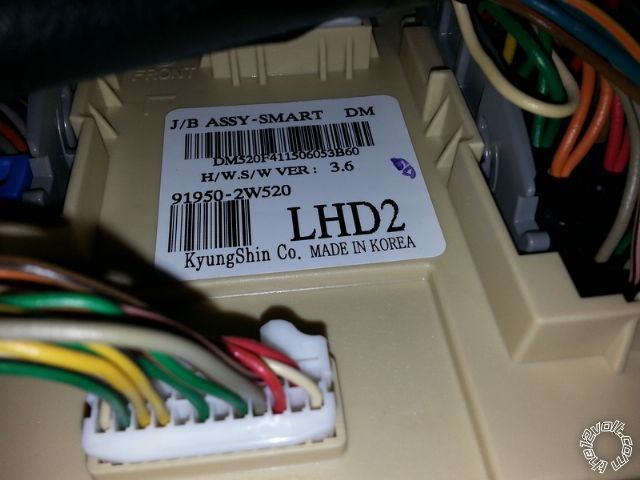 FRONT
J/B ASSY-SMART DM
DM520F411506053B60
H/W.S/W VER : 3.6
91950-2W520
LHD2
KyungShin Co. MADE IN KOREA
the12volt.com